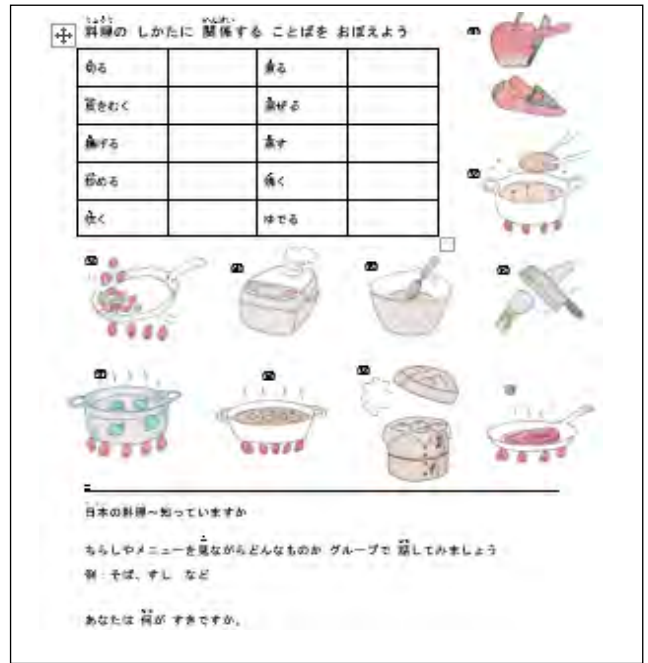 料理の しかたに 関係する ことばを おぼえよう
切る 煮る
皮をむく 混ぜる
揚げる 蒸す
炒める 焼く
炊く ゆでる
日本の料理~知っていますか
ちらしやメニューを見ながらどんなものか グループで 話してみましょう
例 そば、すし など
あなたは 何が すきですか。